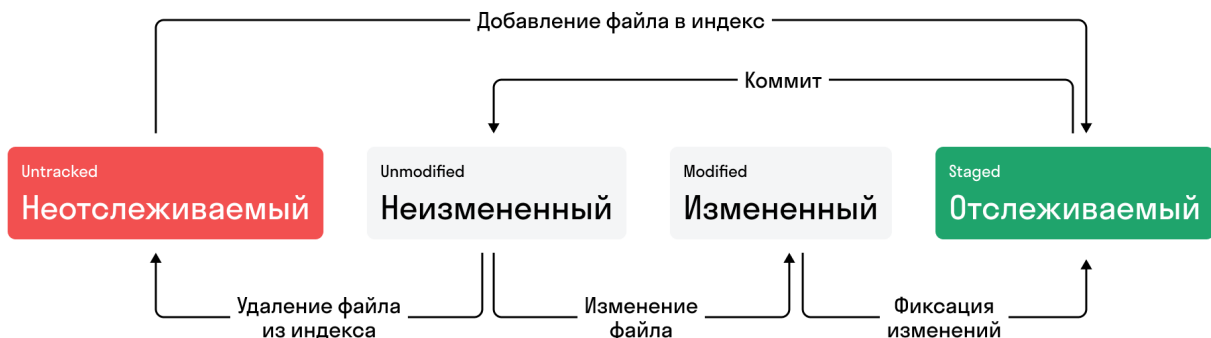 Добавление файла в индекс
Коммит
Untracked
Неотслеживаемый
Unmodified
Неизмененный
Modified
Измененный
Staged
Отслеживаемый
Удаление файла
из индекса
Изменение
файла
Фиксация
изменений